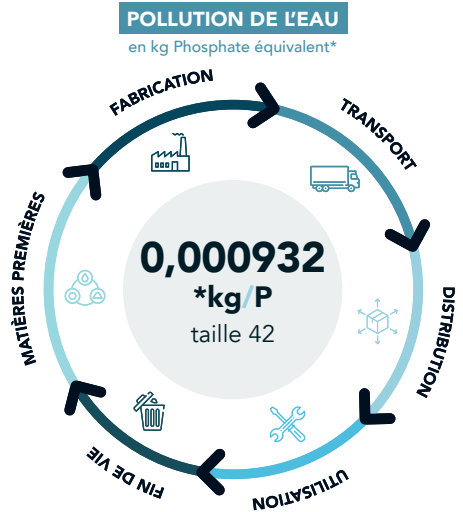 POLLUTION DE L'EAU
en kg Phosphate équivalent*
FABRICATION
TRANSPORT
DISTRIBUTION
UTILISATION
FIN DE VIE
MATIÈRES PREMIÈRES
0,000932
*kg/P
taille 42